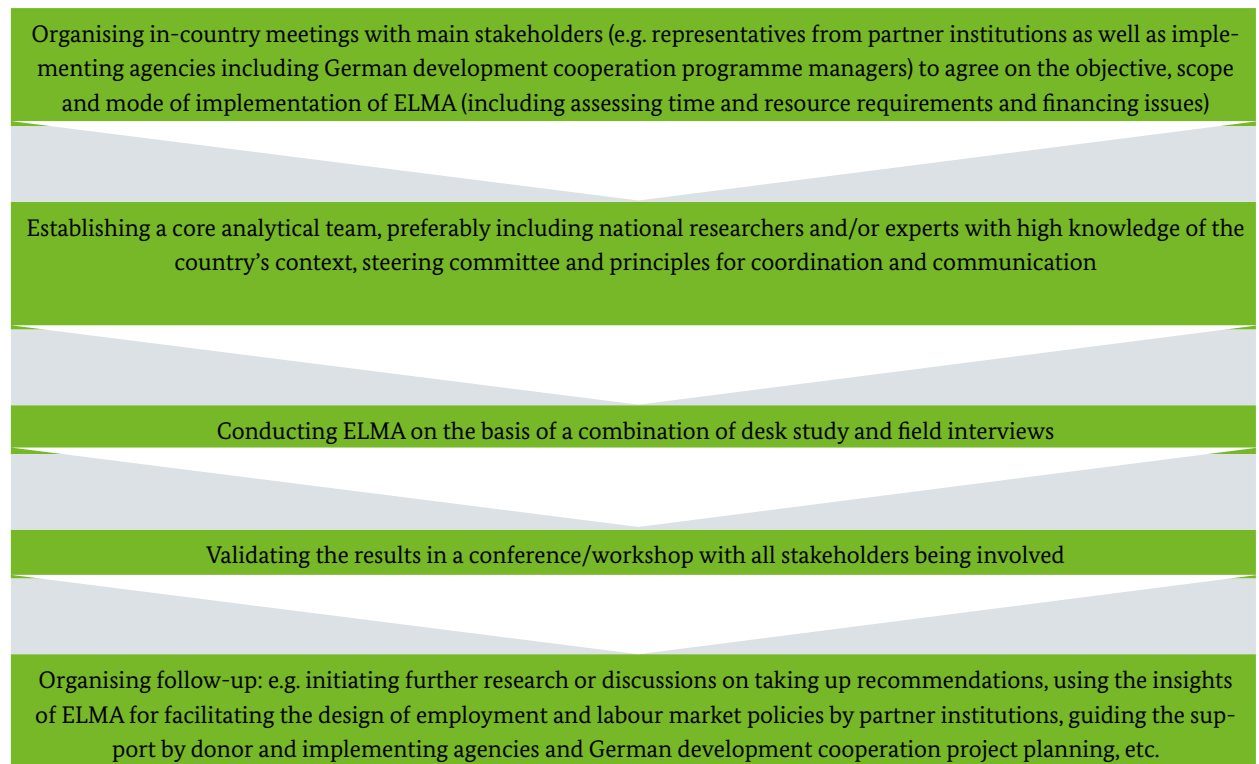 Organising in-country meetings with main stakeholders (e.g. representatives from partner institutions as well as imple-
menting agencies including German development cooperation programme managers) to agree on the objective, scope
and mode of implementation of ELMA (including assessing time and resource requirements and financing issues)
Establishing a core analytical team, preferably including national researchers and/or experts with high knowledge of the
country's context, steering committee and principles for coordination and communication
Conducting ELMA on the basis of a combination of desk study and field interviews
Validating the results in a conference/workshop with all stakeholders being involved
Organising follow-up: e.g. initiating further research or discussions on taking up recommendations, using the insights
of ELMA for facilitating the design of employment and labour market policies by partner institutions, guiding the sup-
port by donor and implementing agencies and German development cooperation project planning, etc.